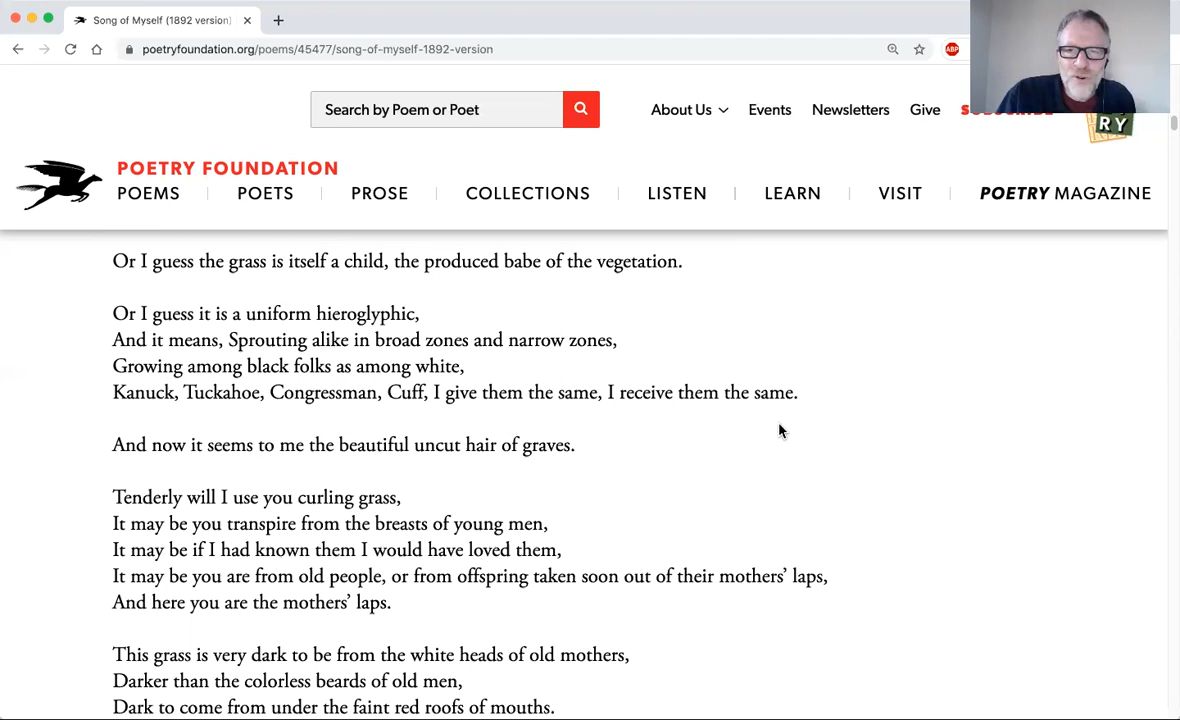 Song of Myself (1892 version)
poetryfoundation.org/poems/45477/song-of-myself-1892-version
ABP
Search by Poem or Poet
About Us
Events
Newsletters
Give
RY
POETRY FOUNDATION
POEMS
POETS
PROSE
COLLECTIONS
LISTEN
LEARN
VISIT
POETRY MAGAZINE
Or I guess the grass is itself a child, the produced babe of the vegetation.
Or I guess it is a uniform hieroglyphic,
And it means, Sprouting alike in broad zones and narrow zones,
Growing among black folks as among white,
Kanuck, Tuckahoe, Congressman, Cuff, I give them the same, I receive them the same.
And now it seems to me the beautiful uncut hair of graves.
Tenderly will I use you curling grass,
It may be you transpire from the breasts of young men,
It may be if I had known them I would have loved them,
It may be you are from old people, or from offspring taken soon out of their mothers’ laps,
And here you are the mothers’ laps.
This grass is very dark to be from the white heads of old mothers,
Darker than the colorless beards of old men,
Dark to come from under the faint red roofs of mouths.